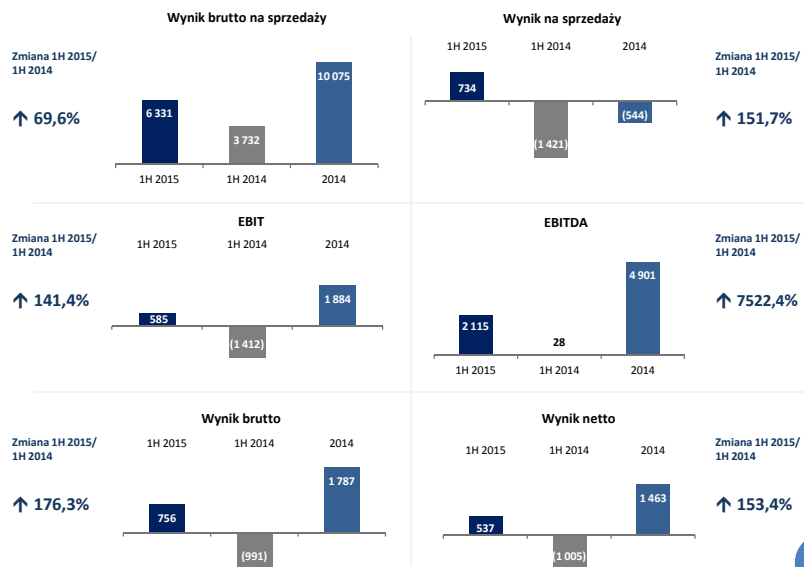 Wynik brutto na sprzedaży
Zmiana 1H 2015/
1H 2014
↑ 69,6%
6 331
3 732
10 075
1H 2015 1H 2014 2014
Wynik na sprzedaży
1H 2015 1H 2014 2014
734
(1 421)
(544)
Zmiana 1H 2015/
1H 2014
↑ 151,7%
EBIT
Zmiana 1H 2015/
1H 2014
↑ 141,4%
1H 2015 1H 2014 2014
585
(1 412)
1 884
EBITDA
2 115
28
4 901
1H 2015 1H 2014 2014
Zmiana 1H 2015/
1H 2014
↑ 7522,4%
Wynik brutto
Zmiana 1H 2015/
1H 2014
↑ 176,3%
1H 2015 1H 2014 2014
756
(991)
1 787
Wynik netto
1H 2015 1H 2014 2014
537
(1 005)
1 463
Zmiana 1H 2015/
1H 2014
↑ 153,4%